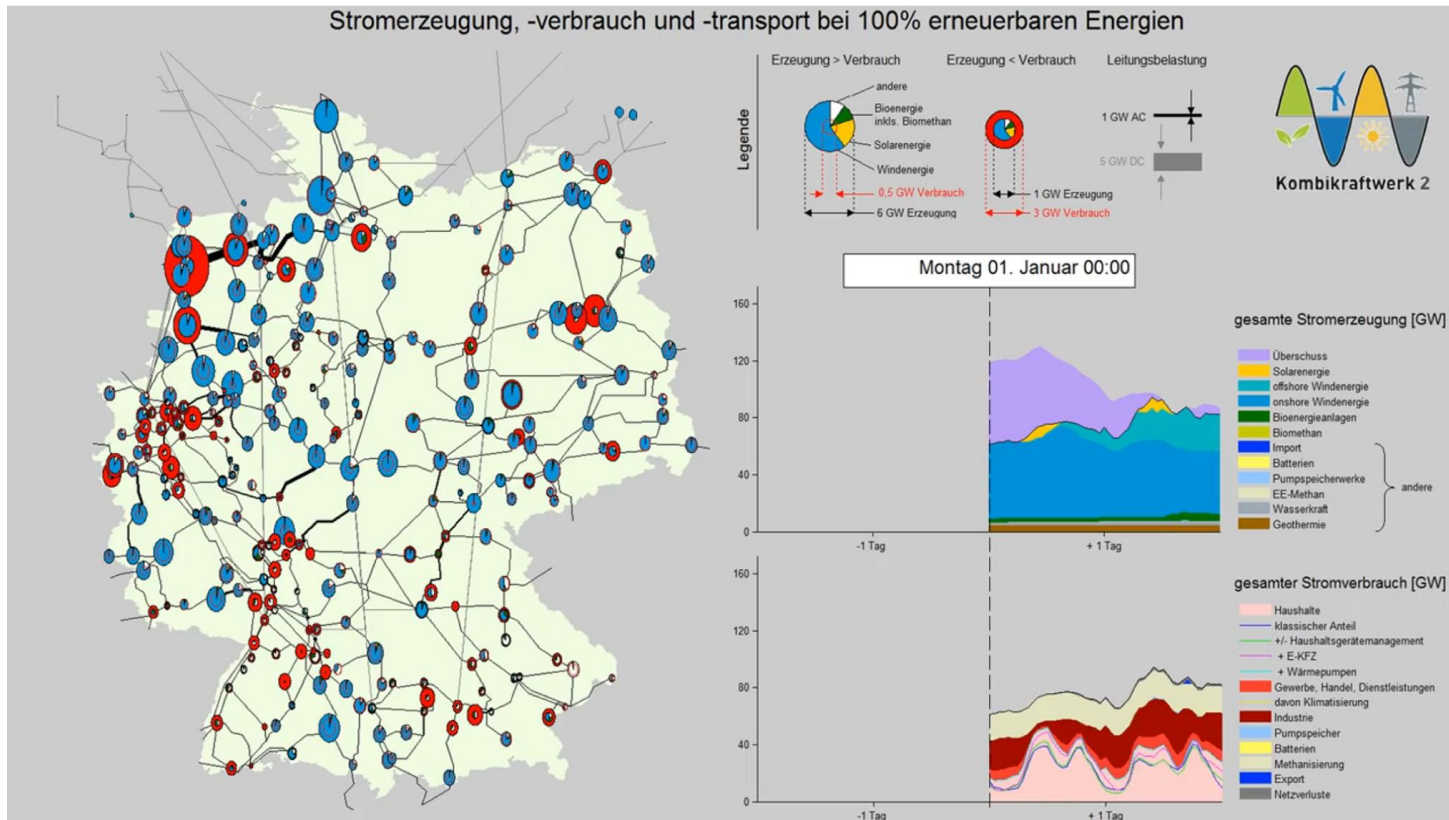 Stromerzeugung, -verbrauch und -transport bei 100% erneuerbaren Energien
Legende
Erzeugung > Verbrauch
andere
Bioenergie
inkls. Biomethan
Solarenergie
Windenergie
0,5 GW Verbrauch
6 GW Erzeugung
Erzeugung < Verbrauch
1 GW Erzeugung
3 GW Verbrauch
Leitungsbelastung
1 GW AC
5 GW DC
Kombikraftwerk 2
Montag 01. Januar 00:00
160
120
80
40
0
-1 Tag
+ 1 Tag
gesamte Stromerzeugung [GW]
Überschuss
Solarenergie
offshore Windenergie
onshore Windenergie
Bioenergieanlagen
Biomethan
Import
Batterien
Pumpspeicherwerke
EE-Methan
Wasserkraft
Geothermie
andere
160
120
80
40
0
-1 Tag
+ 1 Tag
gesamter Stromverbrauch [GW]
Haushalte
klassischer Anteil
+/- Haushaltsgerätemanagement
+ E-KFZ
+ Wärmepumpen
Gewerbe, Handel, Dienstleistungen
davon Klimatisierung
Industrie
Pumpspeicher
Batterien
Methanisierung
Export
Netzverluste